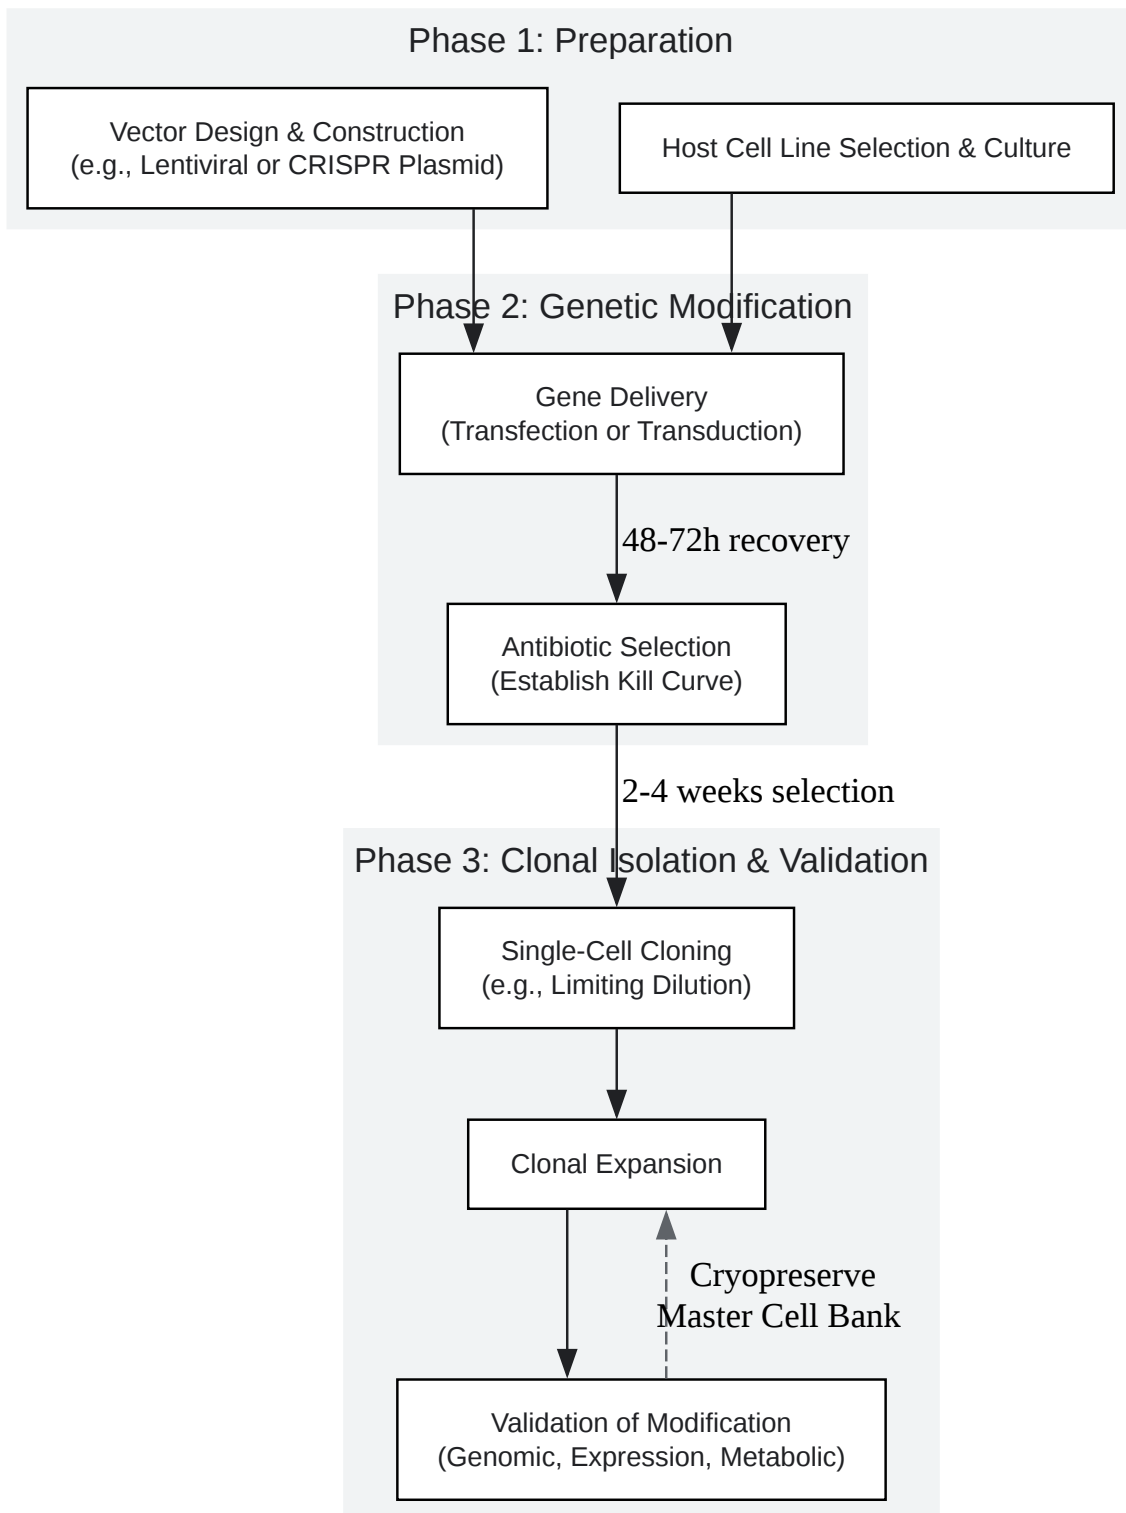 Phase 1: Preparation
Vector Design & Construction
(e.g., Lentiviral or CRISPR Plasmid)
Host Cell Line Selection & Culture
Phase 2: Genetic Modification
Gene Delivery
(Transfection or Transduction)
48-72h recovery
Antibiotic Selection
(Establish Kill Curve)
2-4 weeks selection
Phase 3: Clonal Isolation & Validation
Single-Cell Cloning
(e.g., Limiting Dilution)
Clonal Expansion
Cryopreserve
Master Cell Bank
Validation of Modification
(Genomic, Expression, Metabolic)